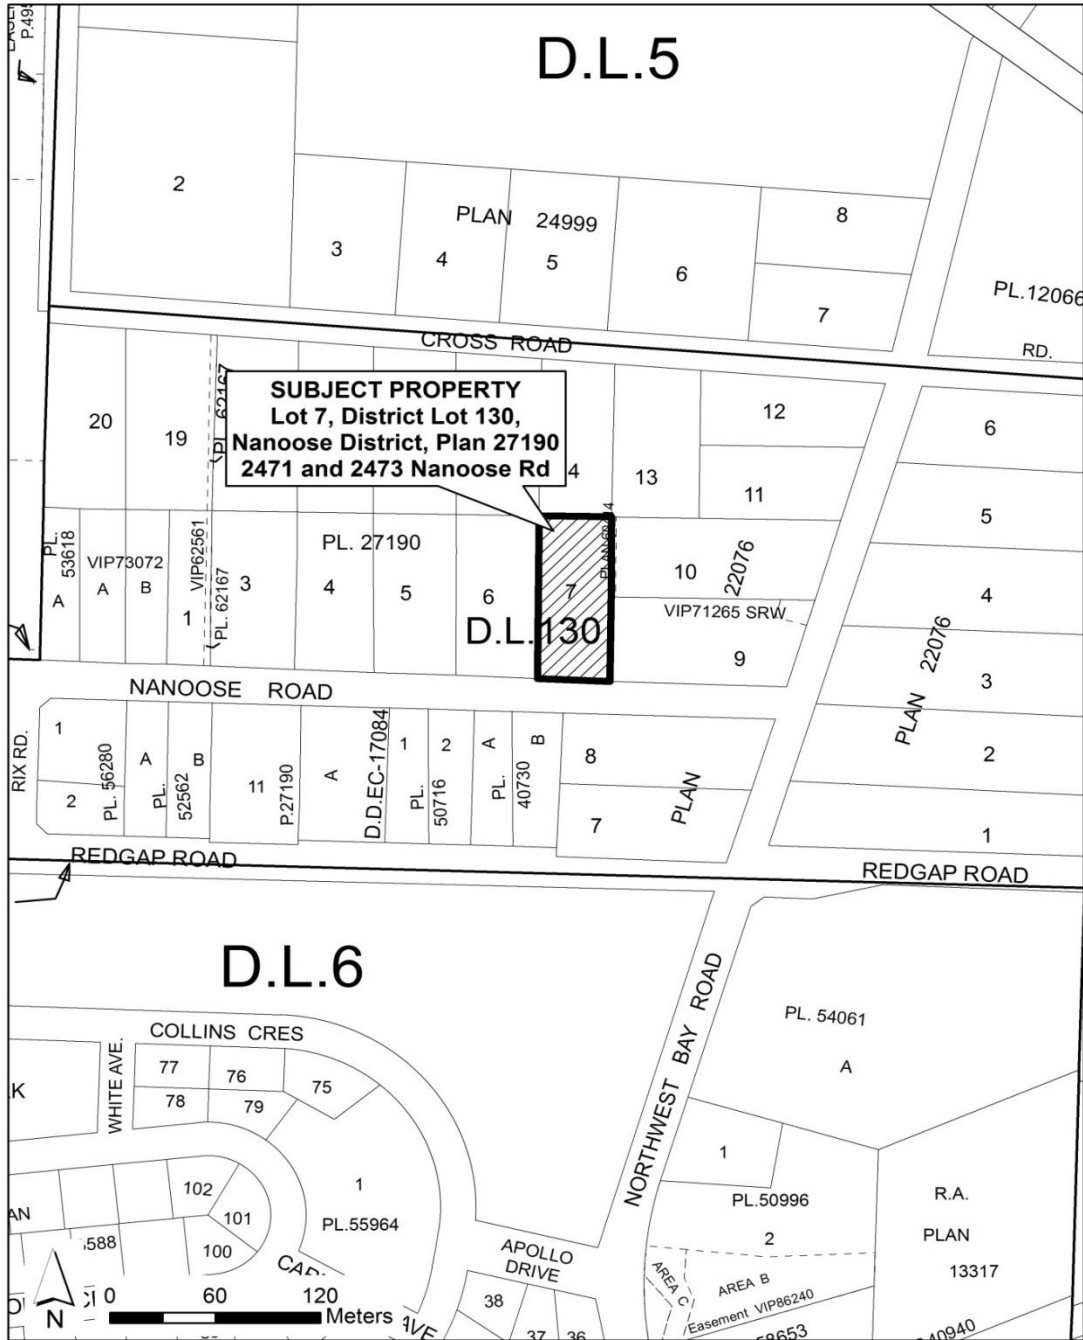 P.495
D.L.5
2
PLAN 24999
8
3
4
5
6
7
PL.12066
RD.
CROSS ROAD
SUBJECT PROPERTY
Lot 7, District Lot 130,
Nanoose District, Plan 27190
2471 and 2473 Nanoose Rd
20
19
PL. 62167
4
13
12
11
6
5
PL.
53618
VIP73072
A
A
B
VIP62561
1
PL. 62167
3
PL. 27190
4
5
6
7
D.L.130
10
22076
VIP71265 SRW
9
4
3
PLAN 22076
2
1
NANOOSE ROAD
RIX RD.
1
2
PL. 56280
A
B
PL.
52562
11
P.27190
A
D.D.EC-17084
1
2
PL.
50716
A
B
PL.
40730
8
7
PLAN
REDGAP ROAD
REDGAP ROAD
D.L.6
NORTHWEST BAY ROAD
PL. 54061
A
COLLINS CRES
WHITE AVE.
77
76
75
78
79
1
PL.55964
102
101
100
1
PL.50996
2
R.A.
PLAN
13317
APOLLO
DRIVE
AREA C
AREA B
Easement VIP86240
58653
40940
38
37
36
AVE
N
0 60 120
Meters